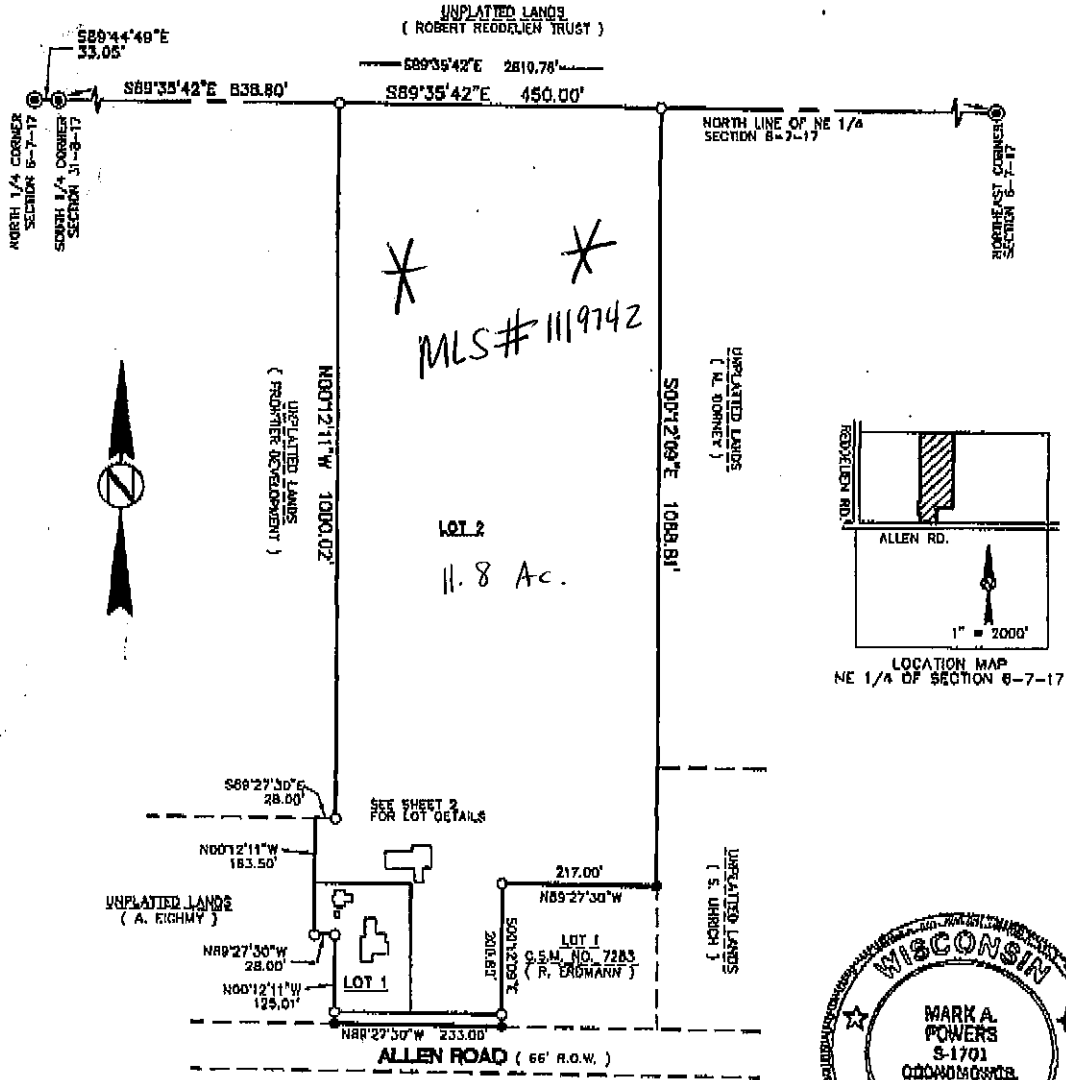 UNPLATTED LANDS
( ROBERT REDDELIEN TRUST )
S89°44'49"E
33.05'
S89°35'42"E 2610.76'
S89°35'42"E 838.80'
S89°35'42"E 450.00'
NORTH LINE OF NE 1/4
SECTION 6-7-17
NORTH 1/4 CORNER
SECTION 6-7-17
SOUTH 1/4 CORNER
SECTION 31-8-17
NORTHEAST CORNER
SECTION 6-7-17
MLS# 1119742
N00°12'11"W 1000.02'
UNPLATTED LANDS
( FRONTIER DEVELOPMENT )
S00°12'09"E 1088.81'
UNPLATTED LANDS
( M. DORNEY )
N
LOT 2
11.8 Ac.
REDDELIEN RD.
ALLEN RD.
1" = 2000'
LOCATION MAP
NE 1/4 OF SECTION 6-7-17
S89°27'30"E
28.00'
SEE SHEET 2
FOR LOT DETAILS
N00°12'11"W
183.50'
UNPLATTED LANDS
( A. EICHMY )
N89°27'30"W
28.00'
N00°12'11"W
125.01'
LOT 1
217.00'
N89°27'30"W
S00°12'09"E
LOT 1
C.S.M. NO. 7283
( R. ERDMANN )
UNPLATTED LANDS
( S. UHRICH )
N89°27'30"W 233.00'
ALLEN ROAD ( 66' R.O.W. )
WISCONSIN
MARK A.
POWERS
S-1701
OCONOMOWOC,